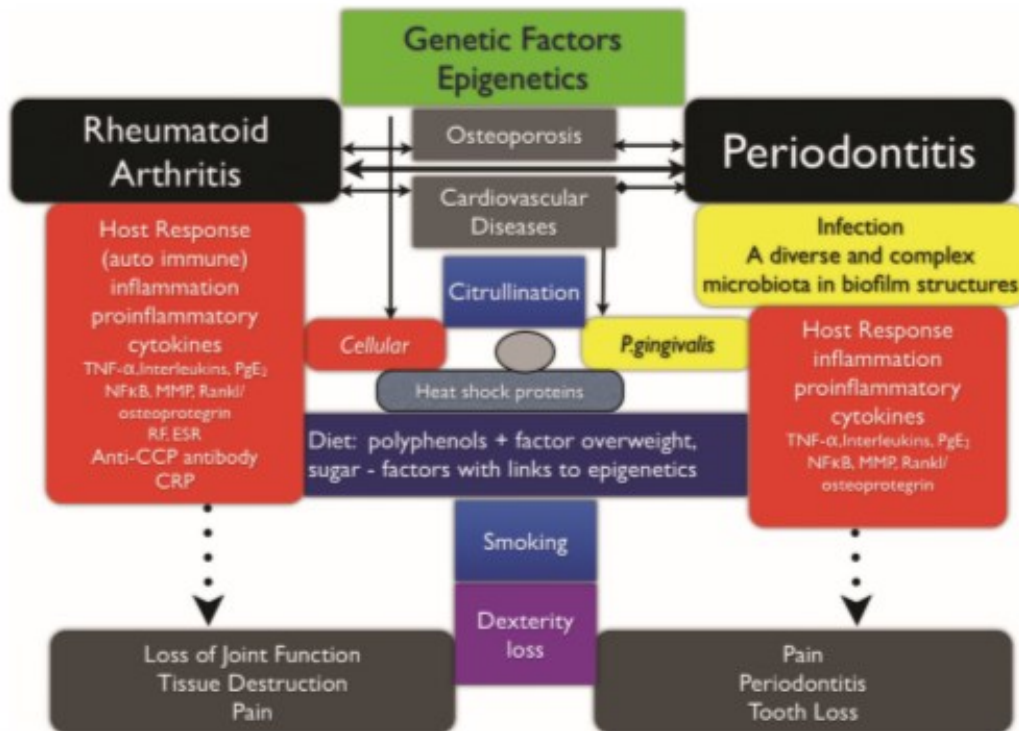 Genetic Factors
Epigenetics
Rheumatoid
Arthritis
Osteoporosis
Periodontitis
Cardiovascular
Diseases
Host Response
(auto immune)
inflammation
proinflammatory
cytokines
TNF-α,Interleukins, PgE₂
NFκB, MMP, Rankl/
osteoprotegrin
RF, ESR
Anti-CCP antibody
CRP
Infection
A diverse and complex
microbiota in biofilm structures
Citrullination
Cellular
P.gingivalis
Heat shock proteins
Host Response
inflammation
proinflammatory
cytokines
TNF-α,Interleukins, PgE₂
NFκB, MMP, Rankl/
osteoprotegrin
Diet: polyphenols + factor overweight,
sugar - factors with links to epigenetics
Smoking
Dexterity
loss
Loss of Joint Function
Tissue Destruction
Pain
Pain
Periodontitis
Tooth Loss